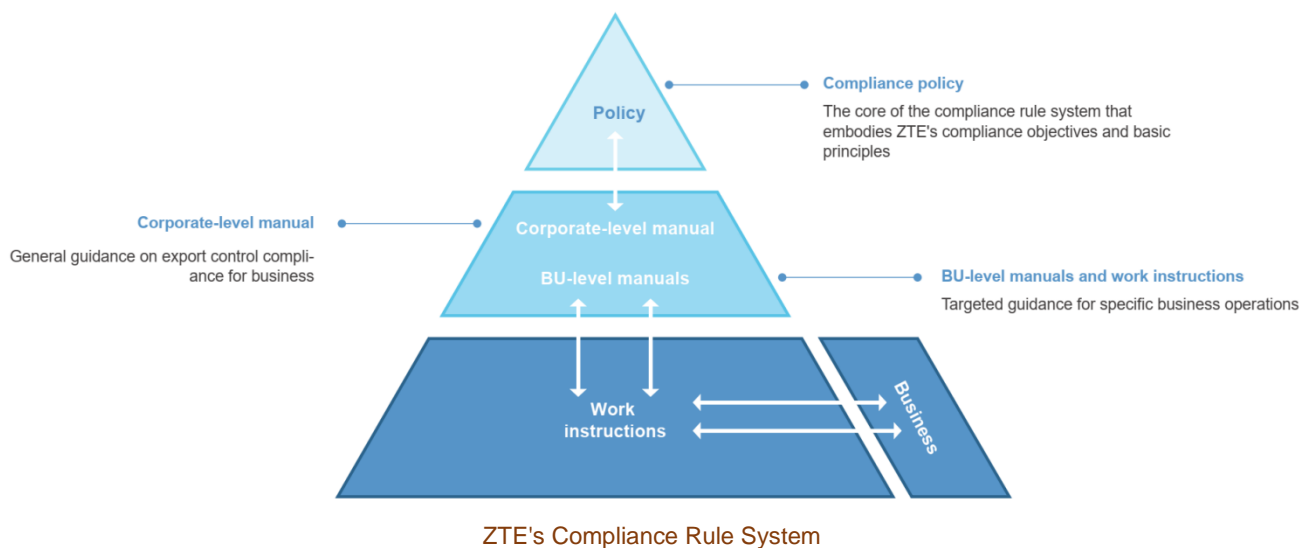 Policy
Compliance policy
The core of the compliance rule system that
embodies ZTE's compliance objectives and basic
principles
Corporate-level manual
General guidance on export control compli-
ance for business
Corporate-level manual
BU-level manuals
BU-level manuals and work instructions
Targeted guidance for specific business operations
Work
instructions
Business
ZTE's Compliance Rule System